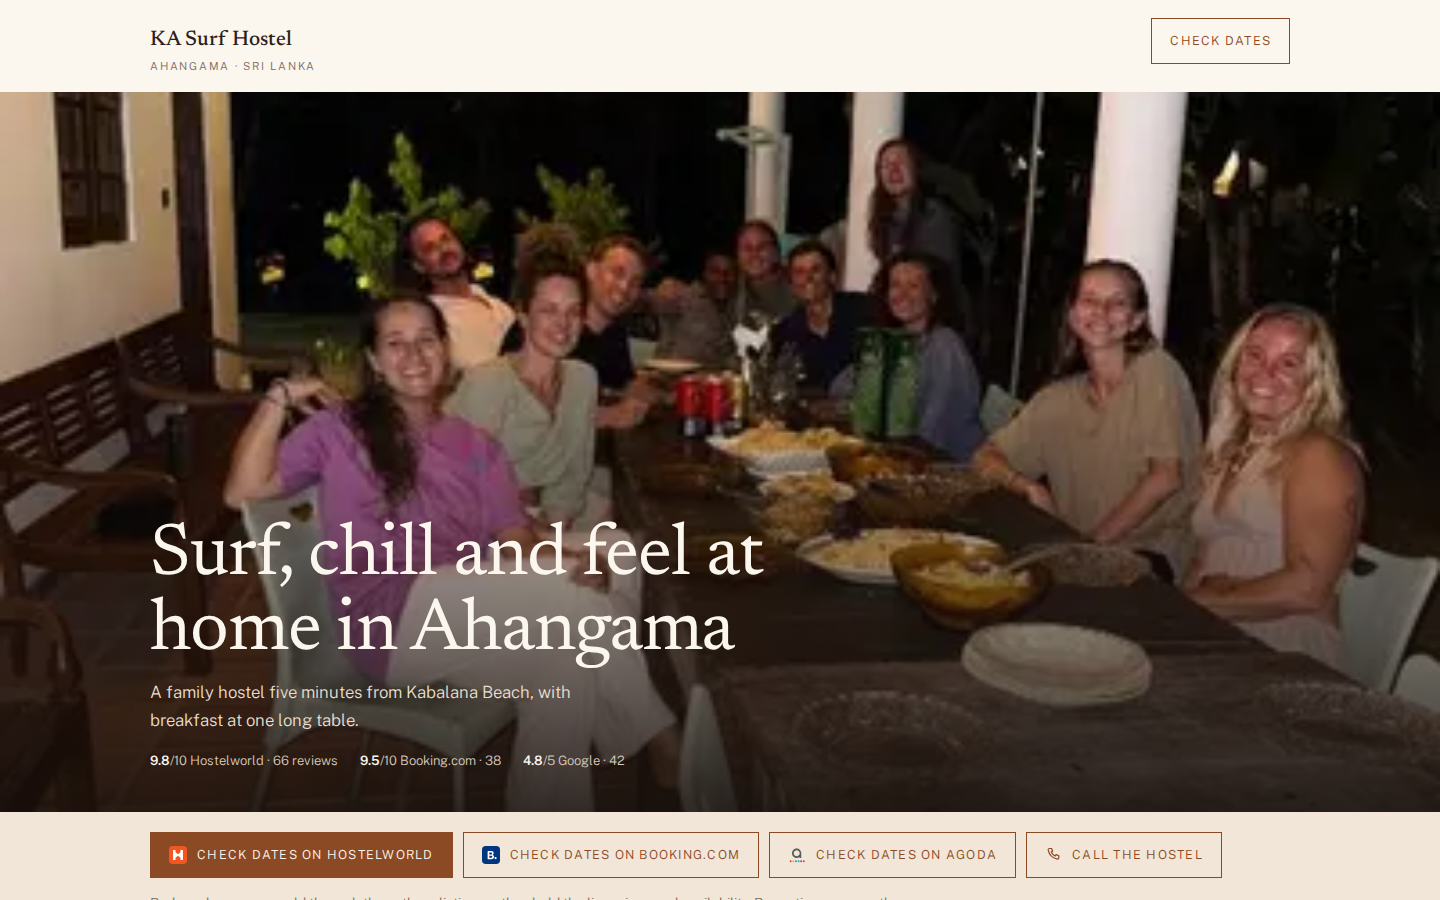 KA Surf Hostel
AHANGAMA · SRI LANKA
CHECK DATES
Surf, chill and feel at
home in Ahangama
A family hostel five minutes from Kabalana Beach, with
breakfast at one long table.
9.8/10 Hostelworld · 66 reviews 9.5/10 Booking.com · 38 4.8/5 Google · 42
CHECK DATES ON HOSTELWORLD
B. CHECK DATES ON BOOKING.COM
CHECK DATES ON AGODA
CALL THE HOSTEL